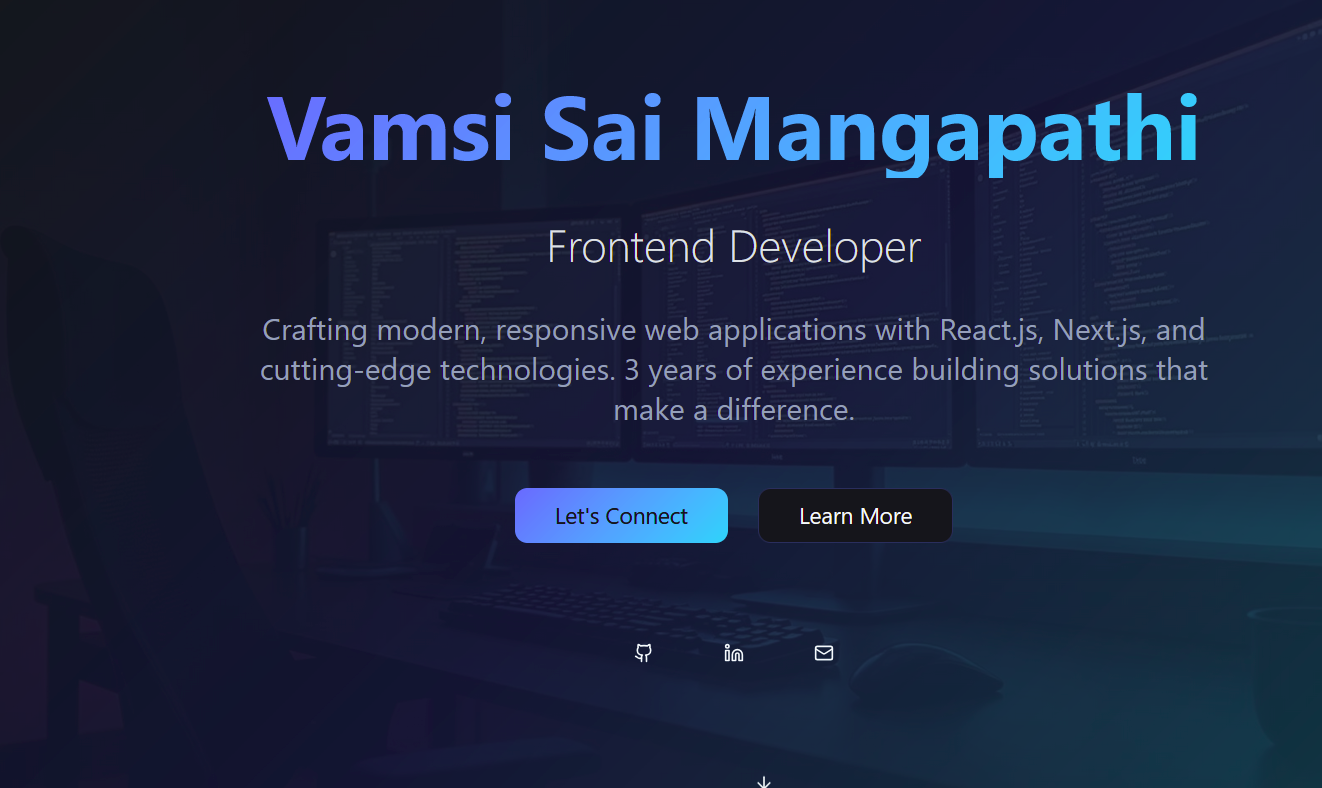 Vamsi Sai Mangapathi
Frontend Developer
Crafting modern, responsive web applications with React.js, Next.js, and
cutting-edge technologies. 3 years of experience building solutions that
make a difference.
Let's Connect
Learn More